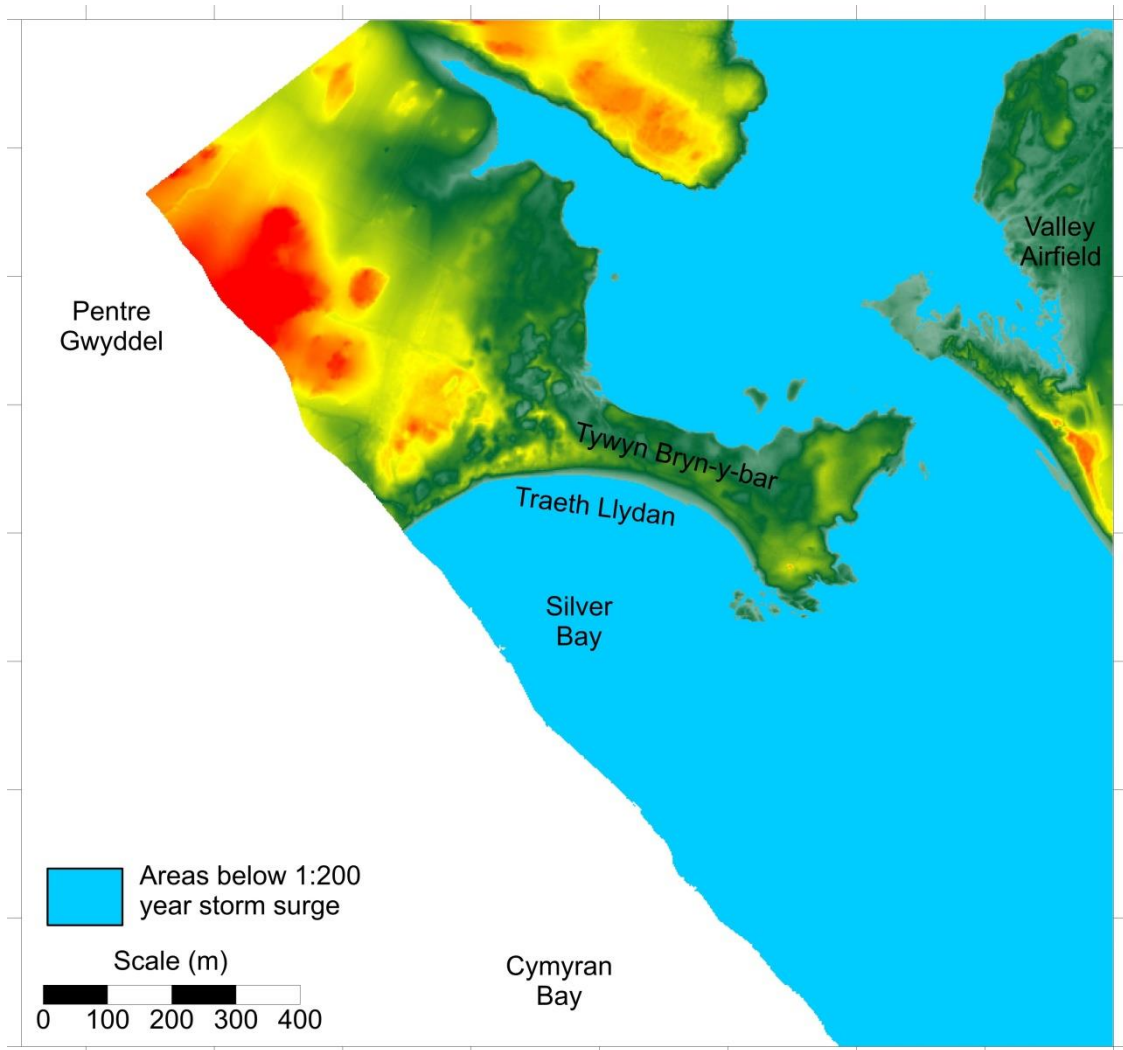 Valley
Airfield
Pentre
Gwyddel
Tywyn Bryn-y-bar
Traeth Llydan
Silver
Bay
Areas below 1:200
year storm surge
Scale (m)
0 100 200 300 400
Cymyran
Bay